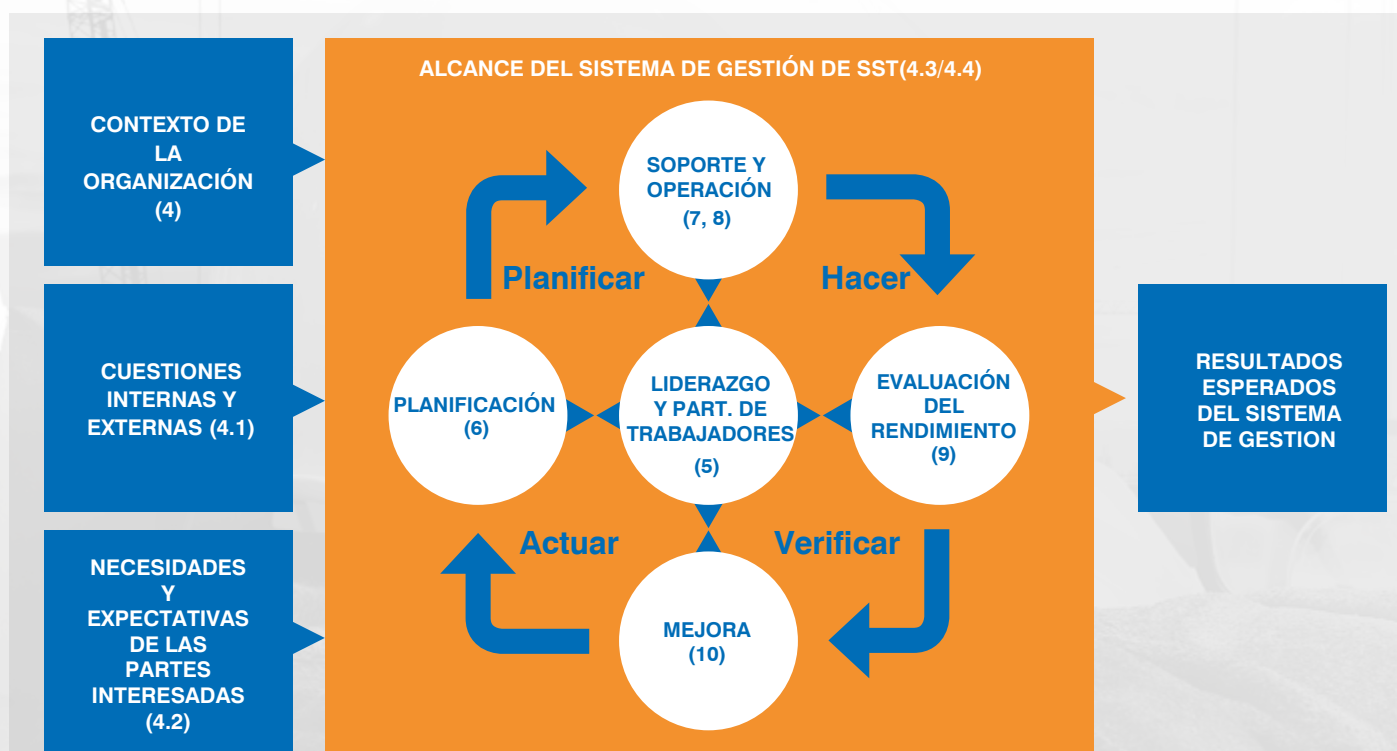 CONTEXTO DE
LA
ORGANIZACIÓN
(4)
CUESTIONES
INTERNAS Y
EXTERNAS (4.1)
NECESIDADES
Y
EXPECTATIVAS
DE LAS
PARTES
INTERESADAS
(4.2)
ALCANCE DEL SISTEMA DE GESTIÓN DE SST(4.3/4.4)
SOPORTE Y
OPERACIÓN
(7, 8)
Planificar
Hacer
PLANIFICACIÓN
(6)
LIDERAZGO
Y PART. DE
TRABAJADORES
(5)
EVALUACIÓN
DEL
RENDIMIENTO
(9)
Actuar
Verificar
MEJORA
(10)
RESULTADOS
ESPERADOS
DEL SISTEMA
DE GESTION